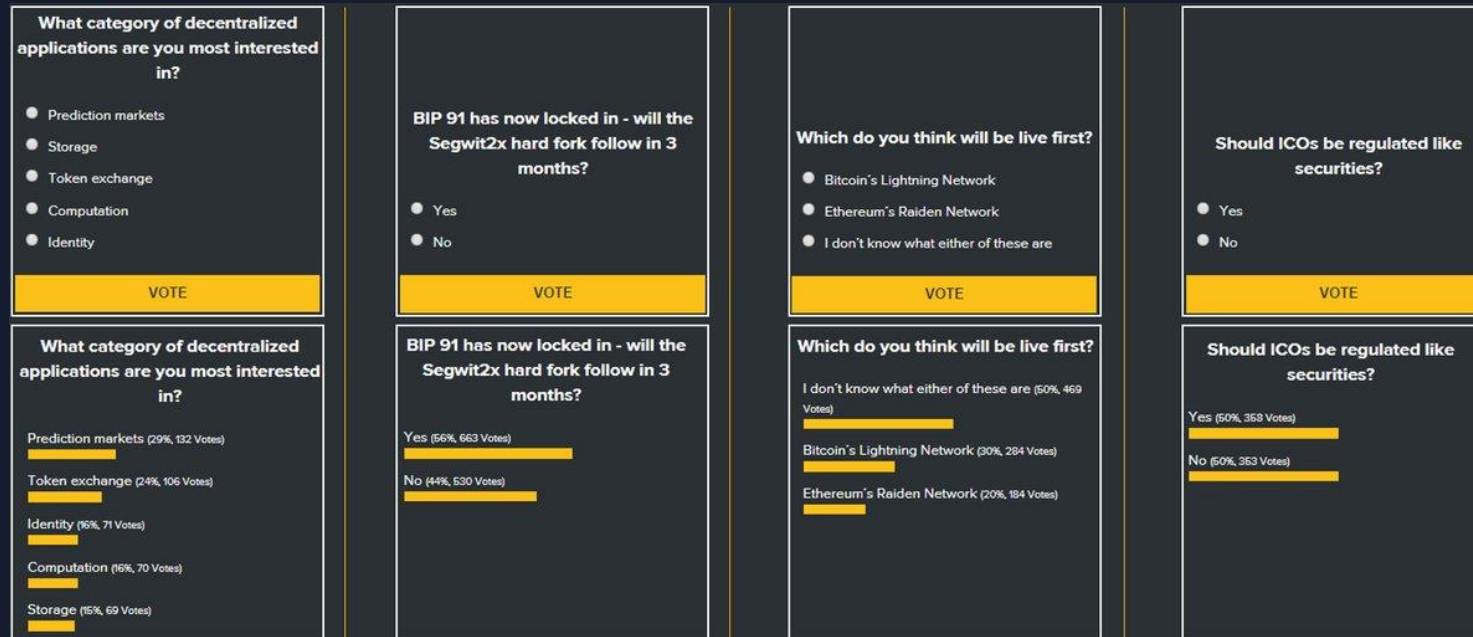 What category of decentralized
applications are you most interested
in?
Prediction markets
Storage
Token exchange
Computation
Identity
VOTE
BIP 91 has now locked in - will the
Segwit2x hard fork follow in 3
months?
Yes
No
VOTE
Which do you think will be live first?
Bitcoin's Lightning Network
Ethereum's Raiden Network
I don't know what either of these are
VOTE
Should ICOs be regulated like
securities?
Yes
No
VOTE
What category of decentralized
applications are you most interested
in?
Prediction markets (29%, 132 Votes)
Token exchange (24%, 106 Votes)
Identity (16%, 71 Votes)
Computation (16%, 70 Votes)
Storage (15%, 69 Votes)
BIP 91 has now locked in - will the
Segwit2x hard fork follow in 3
months?
Yes (56%, 663 Votes)
No (44%, 530 Votes)
Which do you think will be live first?
I don't know what either of these are (50%, 469
Votes)
Bitcoin's Lightning Network (30%, 284 Votes)
Ethereum's Raiden Network (20%, 184 Votes)
Should ICOs be regulated like
securities?
Yes (50%, 358 Votes)
No (50%, 353 Votes)